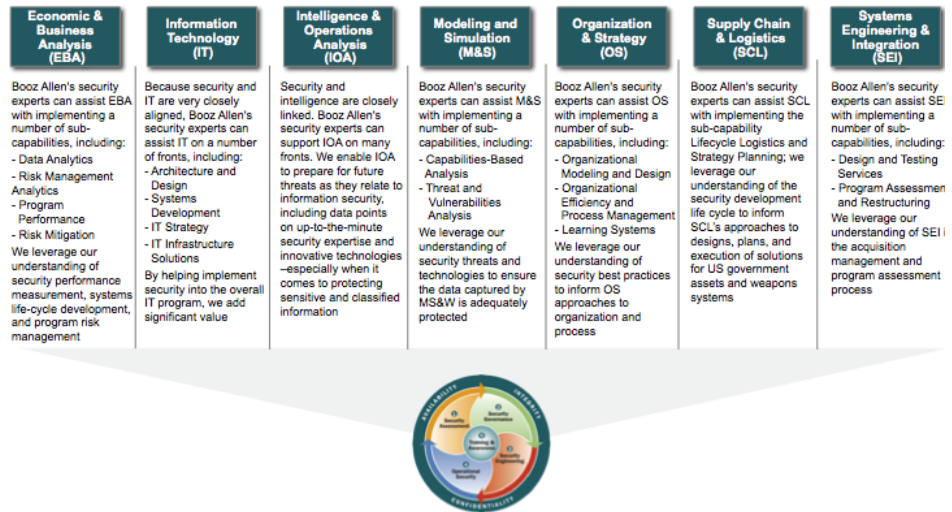 Economic &
Business
Analysis
(EBA)
Booz Allen's security
experts can assist EBA
with implementing a
number of sub-
capabilities, including:
- Data Analytics
- Risk Management
Analytics
- Program
Performance
- Risk Mitigation
We leverage our
understanding of
security performance
measurement, systems
life-cycle development,
and program risk
management
Information
Technology
(IT)
Because security and
IT are very closely
aligned, Booz Allen's
security experts can
assist IT on a number
of fronts, including:
- Architecture and
Design
- Systems
Development
- IT Strategy
- IT Infrastructure
Solutions
By helping implement
security into the overall
IT program, we add
significant value
Intelligence &
Operations
Analysis
(IOA)
Security and
intelligence are closely
linked. Booz Allen's
security experts can
support IOA on many
fronts. We enable IOA
to prepare for future
threats as they relate to
information security,
including data points
on up-to-the-minute
security expertise and
innovative technologies
–especially when it
comes to protecting
sensitive and classified
information
Modeling and
Simulation
(M&S)
Booz Allen's security
experts can assist M&S
with implementing a
number of sub-
capabilities, including:
- Capabilities-Based
Analysis
- Threat and
Vulnerabilities
Analysis
We leverage our
understanding of
security threats and
technologies to ensure
the data captured by
MS&W is adequately
protected
Organization
& Strategy
(OS)
Booz Allen's security
experts can assist OS
with implementing a
number of sub-
capabilities, including:
- Organizational
Modeling and Design
- Organizational
Efficiency and
Process Management
- Learning Systems
We leverage our
understanding of
security best practices
to inform OS
approaches to
organization and
process
Supply Chain
& Logistics
(SCL)
Booz Allen's security
experts can assist SCL
with implementing the
sub-capability
Lifecycle Logistics and
Strategy Planning; we
leverage our
understanding of the
security development
life cycle to inform
SCL's approaches to
designs, plans, and
execution of solutions
for US government
assets and weapons
systems
Systems
Engineering &
Integration
(SEI)
Booz Allen's security
experts can assist SEI
with implementing a
number of sub-
capabilities, including:
- Design and Testing
Services
- Program Assessmen
and Restructuring
We leverage our
understanding of SEI i
the acquisition
management and
program assessment
process
AVAILABILITY
INTEGRITY
CONFIDENTIALITY
1
Security
Assessment
2
Security
Governance
Training &
Awareness
3
Security
Engineering
Operational
Security